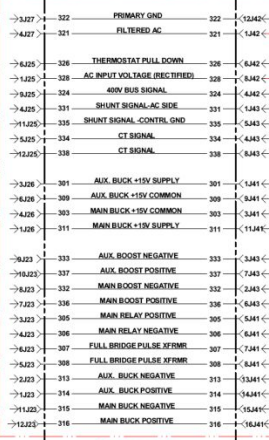 3J27 322 PRIMARY GND 322 12J42
4J27 321 FILTERED AC 321 1J42
6J25 326 THERMOSTAT PULL DOWN 326 6J42
1J25 328 AC INPUT VOLTAGE (RECTIFIED) 328 8J42
9J25 324 400V BUS SIGNAL 324 4J42
4J25 331 SHUNT SIGNAL-AC SIDE 331 1J43
11J25 335 SHUNT SIGNAL -CONTRL GND 335 5J43
5J25 334 CT SIGNAL 334 4J43
12J25 338 CT SIGNAL 338 8J43
3J26 301 AUX. BUCK +15V SUPPLY 301 1J41
6J26 309 AUX. BUCK +15V COMMON 309 9J41
4J26 303 MAIN BUCK +15V COMMON 303 3J41
1J26 311 MAIN BUCK +15V SUPPLY 311 11J41
9J23 333 AUX. BOOST NEGATIVE 333 3J43
10J23 337 AUX. BOOST POSITIVE 337 7J43
8J23 332 MAIN BOOST NEGATIVE 332 2J43
7J23 336 MAIN BOOST POSITIVE 336 6J43
3J23 305 MAIN RELAY POSITIVE 305 5J41
4J23 306 MAIN RELAY NEGATIVE 306 6J41
6J23 307 FULL BRIDGE PULSE XFRMR 307 7J41
5J23 308 FULL BRIDGE PULSE XFRMR 308 8J41
2J23 313 AUX. BUCK NEGATIVE 313 13J41
1J23 314 AUX. BUCK POSITIVE 314 14J41
11J23 315 MAIN BUCK NEGATIVE 315 15J41
12J23 316 MAIN BUCK POSITIVE 316 16J41